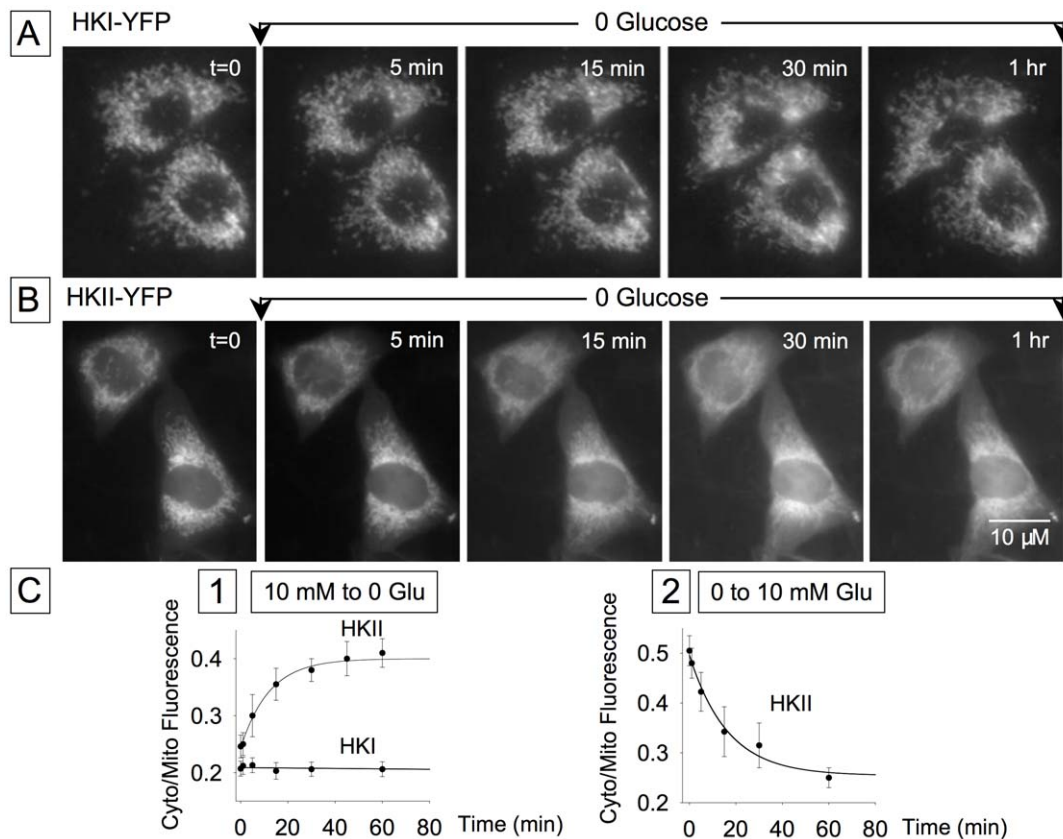 A HKI-YFP 0 Glucose
t=0 5 min 15 min 30 min 1 hr
B HKII-YFP 0 Glucose
t=0 5 min 15 min 30 min 1 hr
10 µM
C 1 10 mM to 0 Glu 2 0 to 10 mM Glu
Cyto/Mito Fluorescence
0.4
0.3
0.2
HKII
HKI
0 20 40 60 80 Time (min)
Cyto/Mito Fluorescence
0.5
0.4
0.3
0.2
HKII
0 20 40 60 80 Time (min)